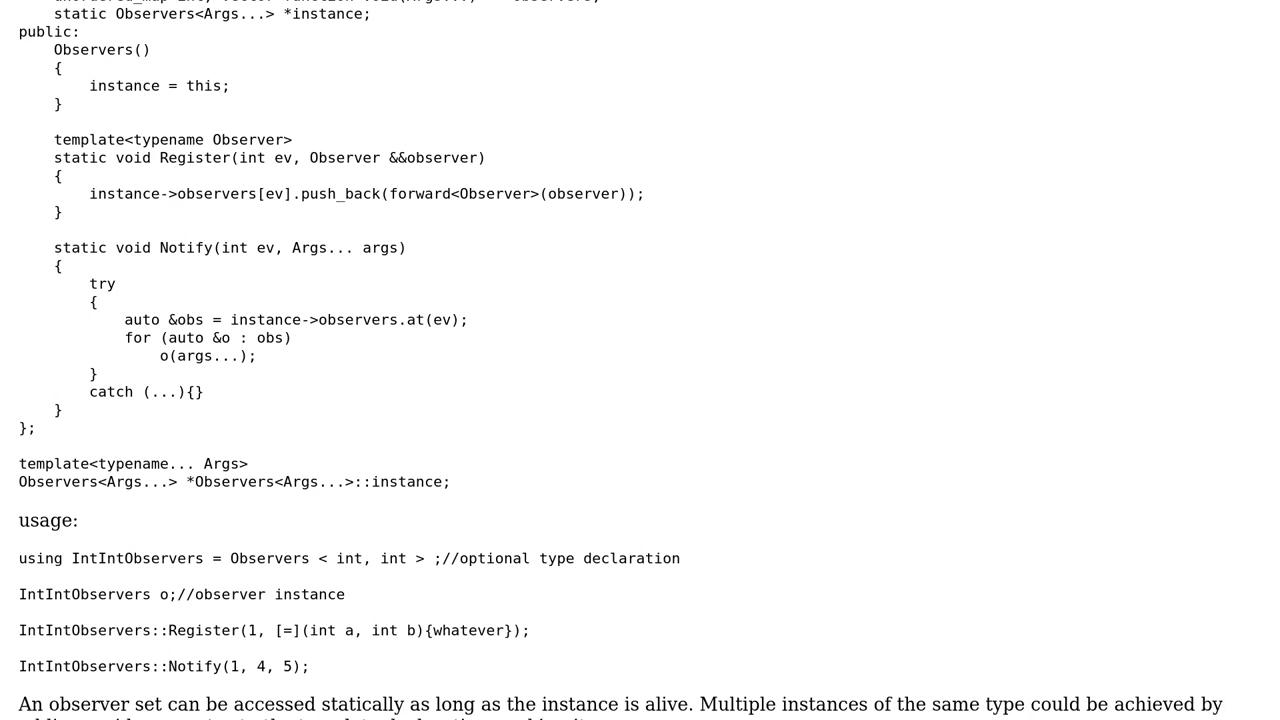 static Observers<Args...> *instance;
public:
Observers()
{
instance = this;
}
template<typename Observer>
static void Register(int ev, Observer &&observer)
{
instance->observers[ev].push_back(forward<Observer>(observer));
}
static void Notify(int ev, Args... args)
{
try
{
auto &obs = instance->observers.at(ev);
for (auto &o : obs)
o(args...);
}
catch (...){}
}
};
template<typename... Args>
Observers<Args...> *Observers<Args...>::instance;
usage:
using IntIntObservers = Observers < int, int > ;//optional type declaration
IntIntObservers o;//observer instance
IntIntObservers::Register(1, [=](int a, int b){whatever});
IntIntObservers::Notify(1, 4, 5);
An observer set can be accessed statically as long as the instance is alive. Multiple instances of the same type could be achieved by